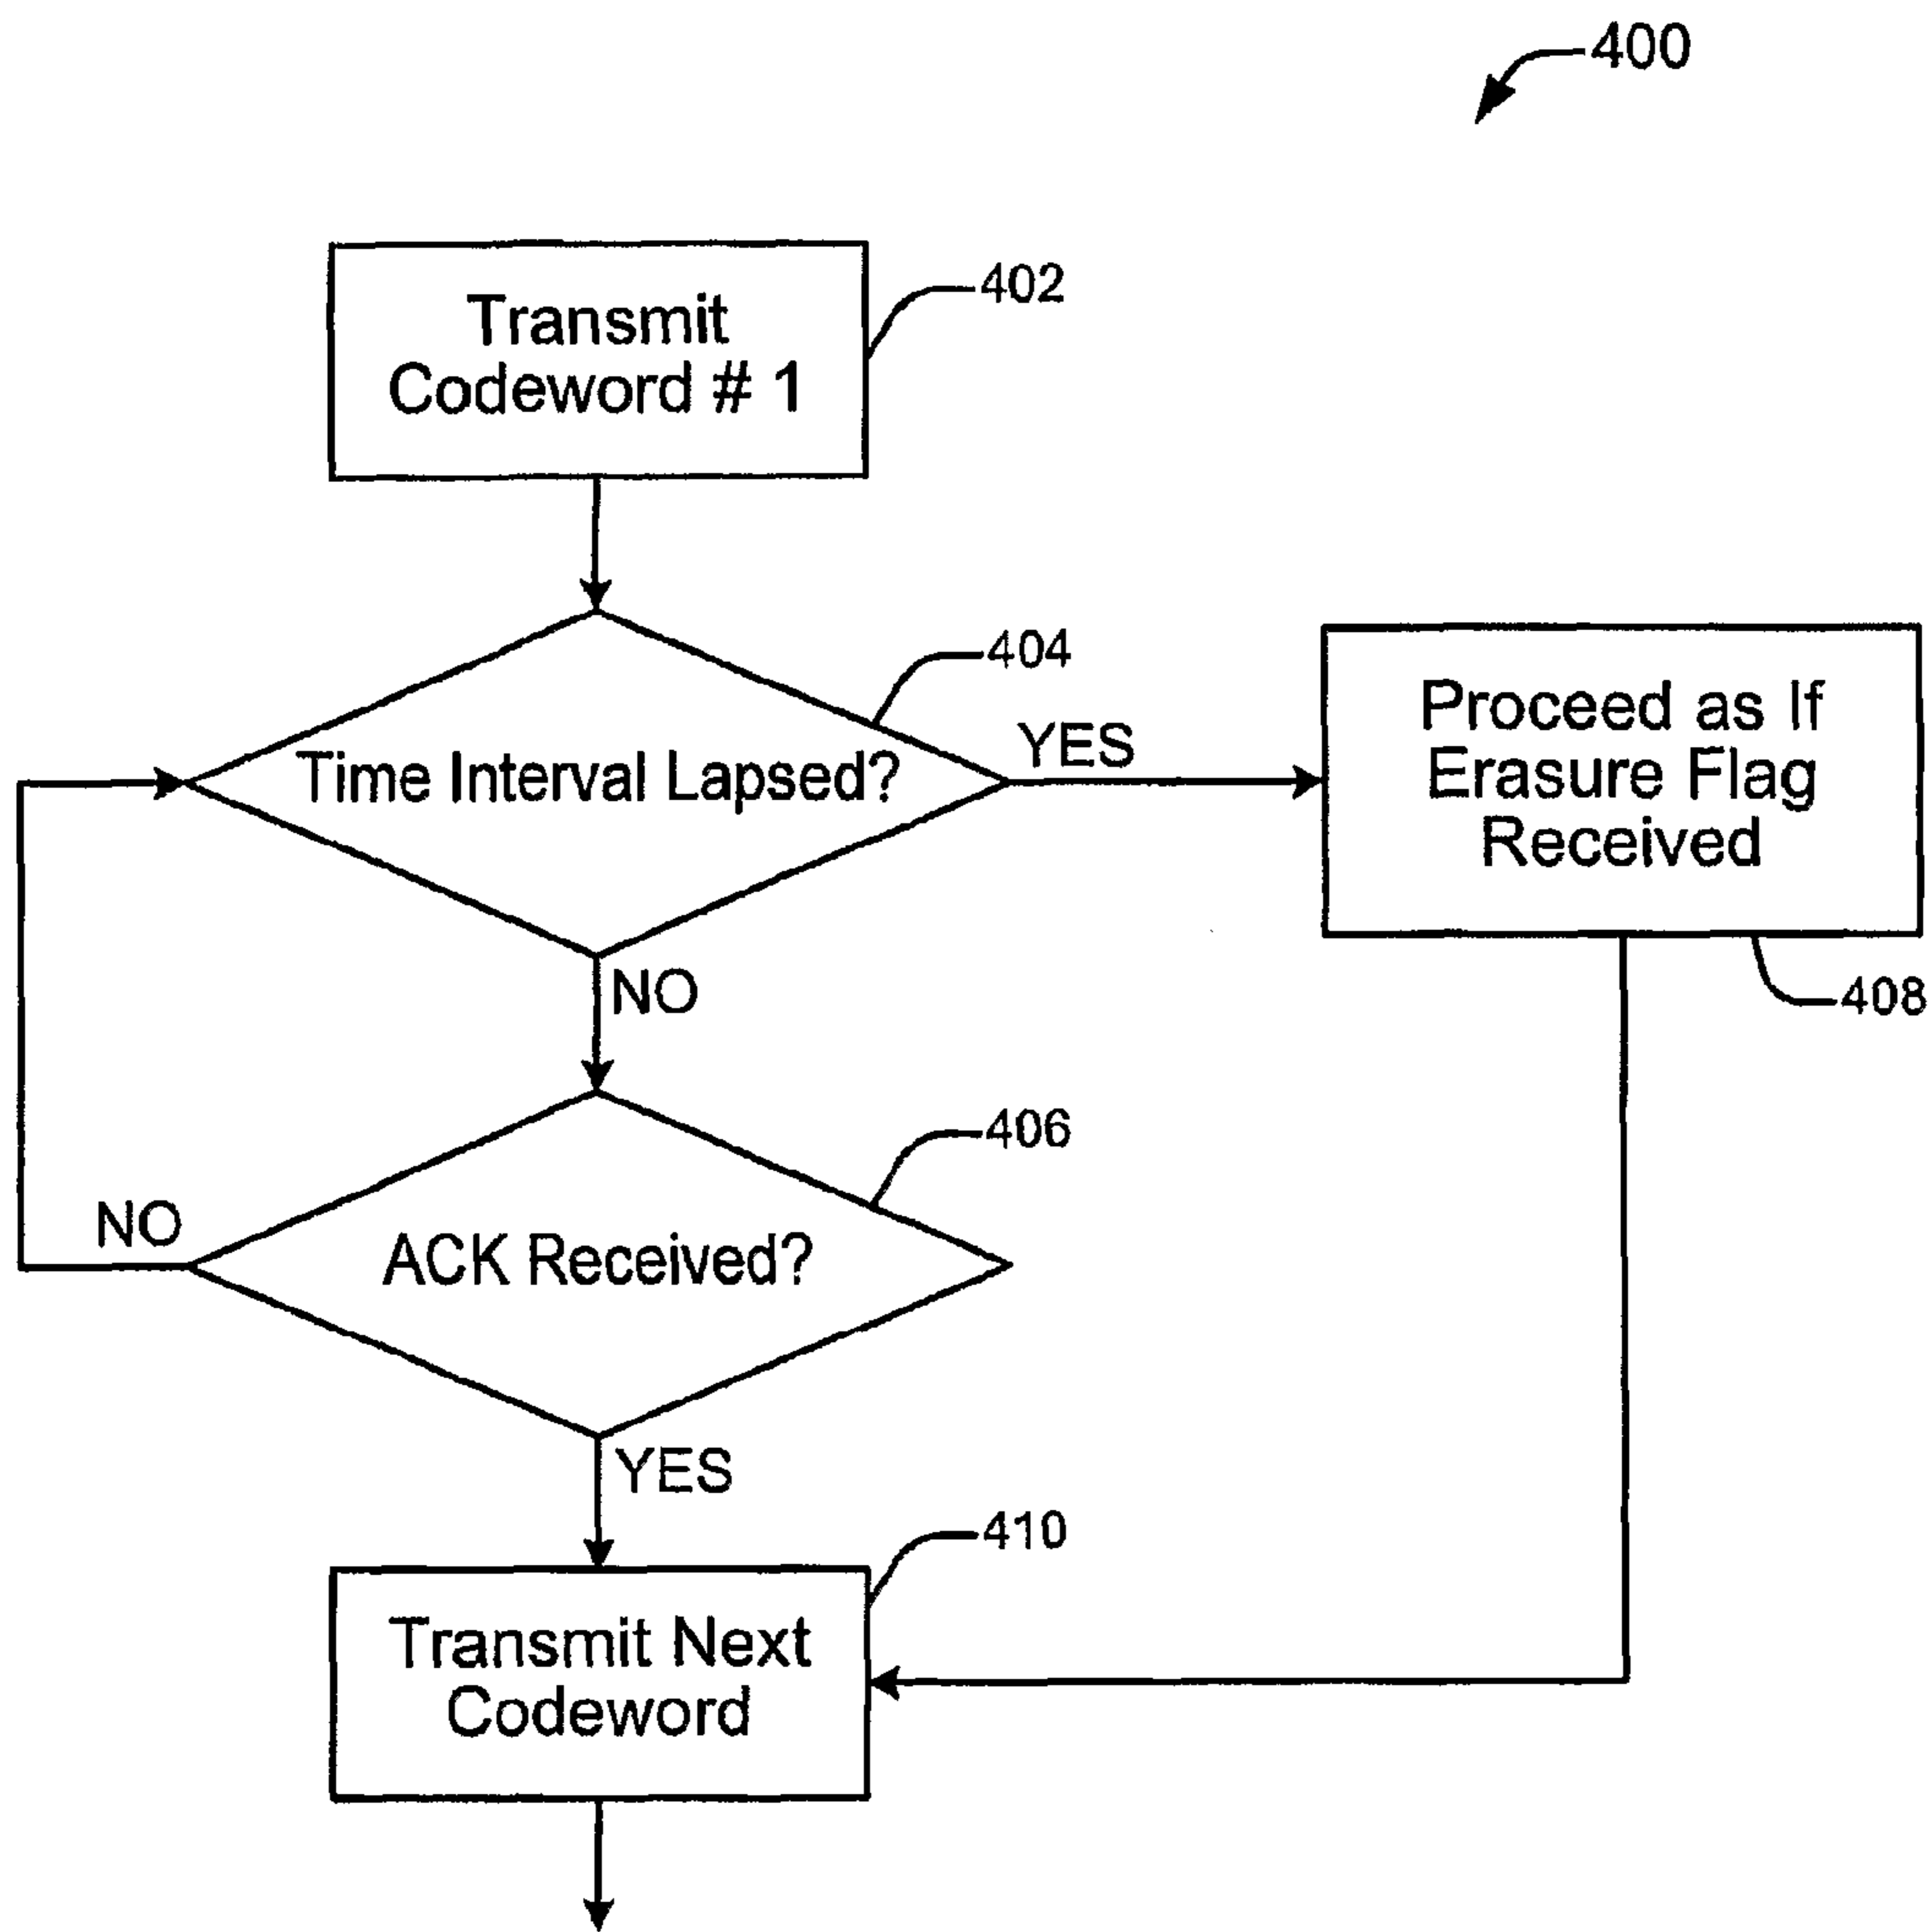 400
Transmit
Codeword # 1
402
404
Time Interval Lapsed?
YES
Proceed as If
Erasure Flag
Received
408
NO
406
ACK Received?
NO
YES
410
Transmit Next
Codeword